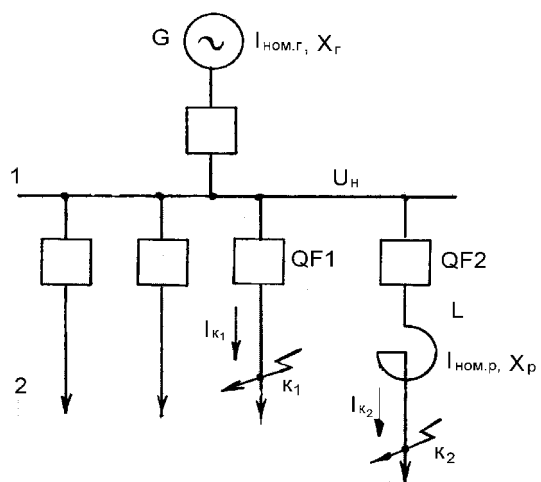 G
Iном.г, Xг
1
Uн
QF1
QF2
L
Iк1
Iном.р, Xр
2
к1
Iк2
к2